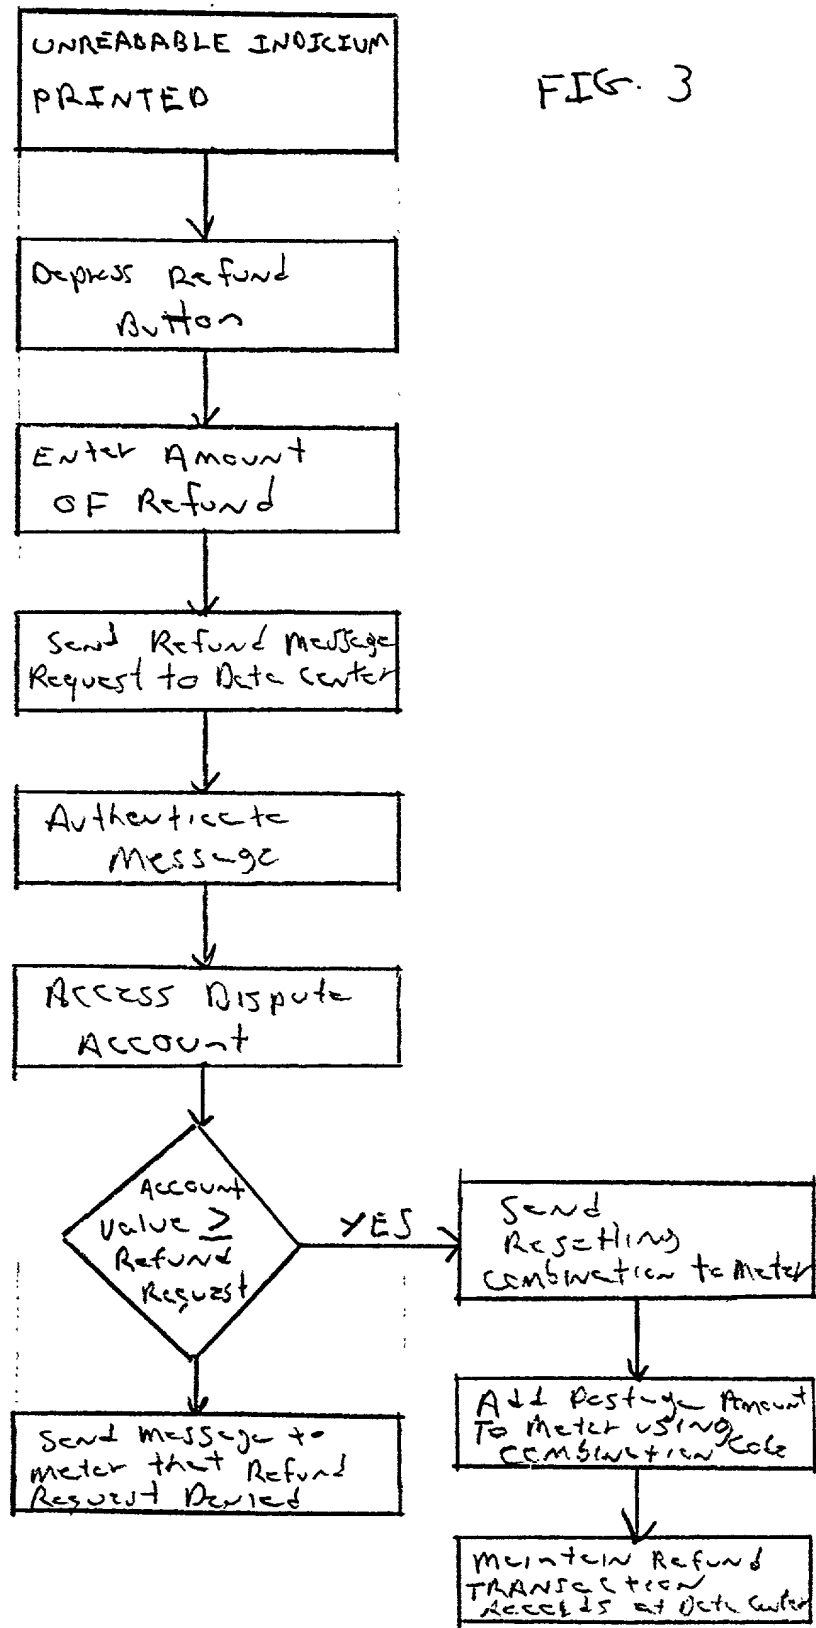 UNREADABLE INDICIUM
PRINTED
FIG. 3
Depress Refund
Button
Enter Amount
OF Refund
Send Refund Message
Request to Data Center
Authenticate
Message
Access Dispute
Account
Account
Value ≥
Refund
Request
YES
Send
Resetting
Combination to Meter
Send message to
meter that Refund
Request Denied
Add Postage Amount
To Meter using
Combination Code
Maintain Refund
TRANSACTION
Records at Data Center